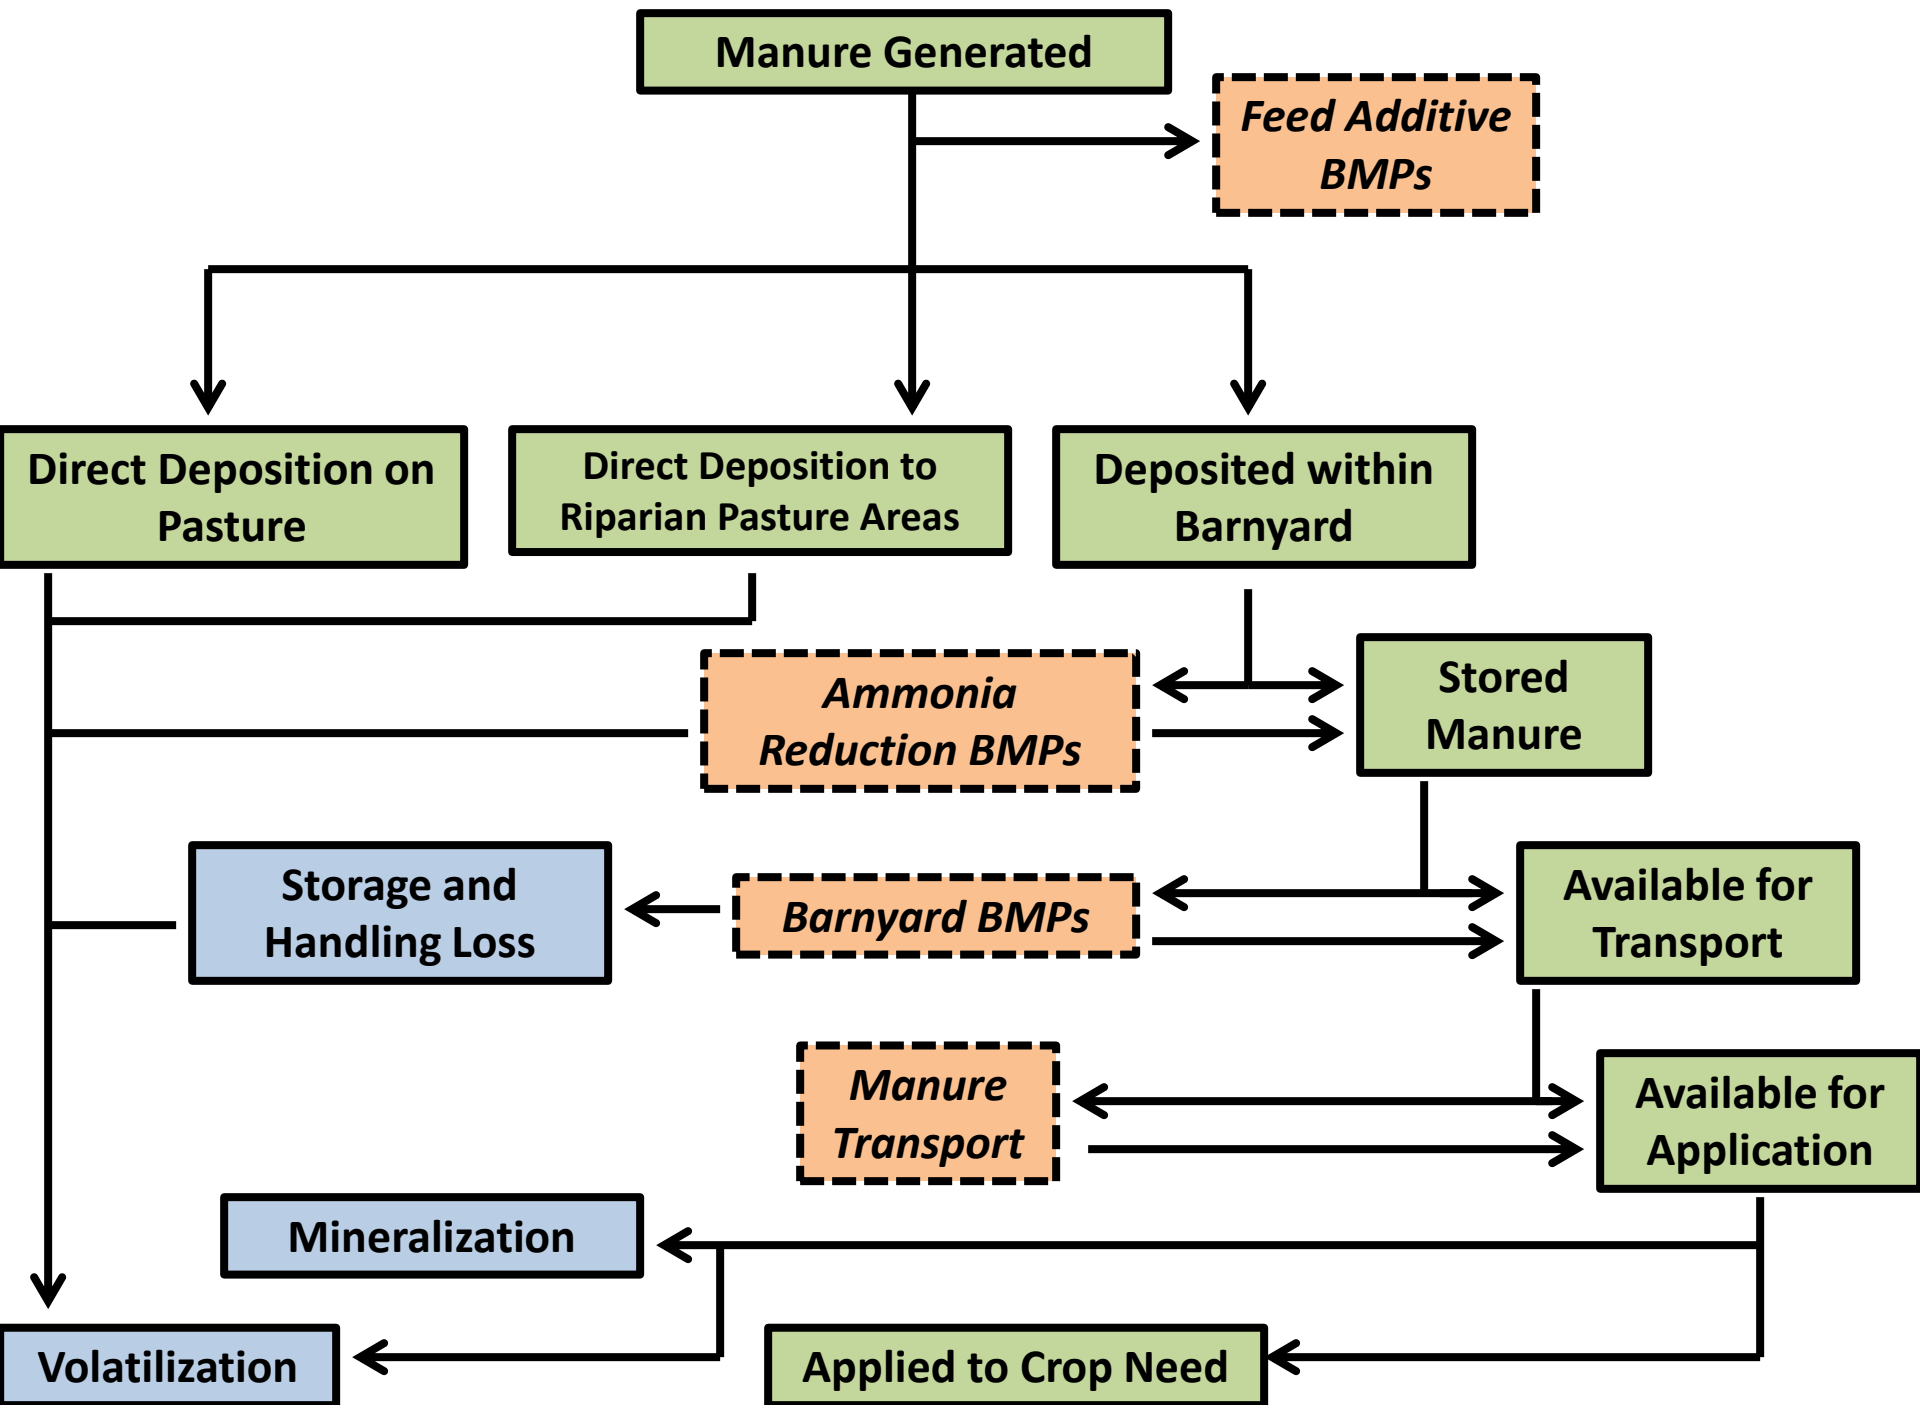 Manure Generated
Feed Additive
BMPs
Direct Deposition on
Pasture
Direct Deposition to
Riparian Pasture Areas
Deposited within
Barnyard
Ammonia
Reduction BMPs
Stored
Manure
Storage and
Handling Loss
Barnyard BMPs
Available for
Transport
Manure
Transport
Available for
Application
Mineralization
Volatilization
Applied to Crop Need